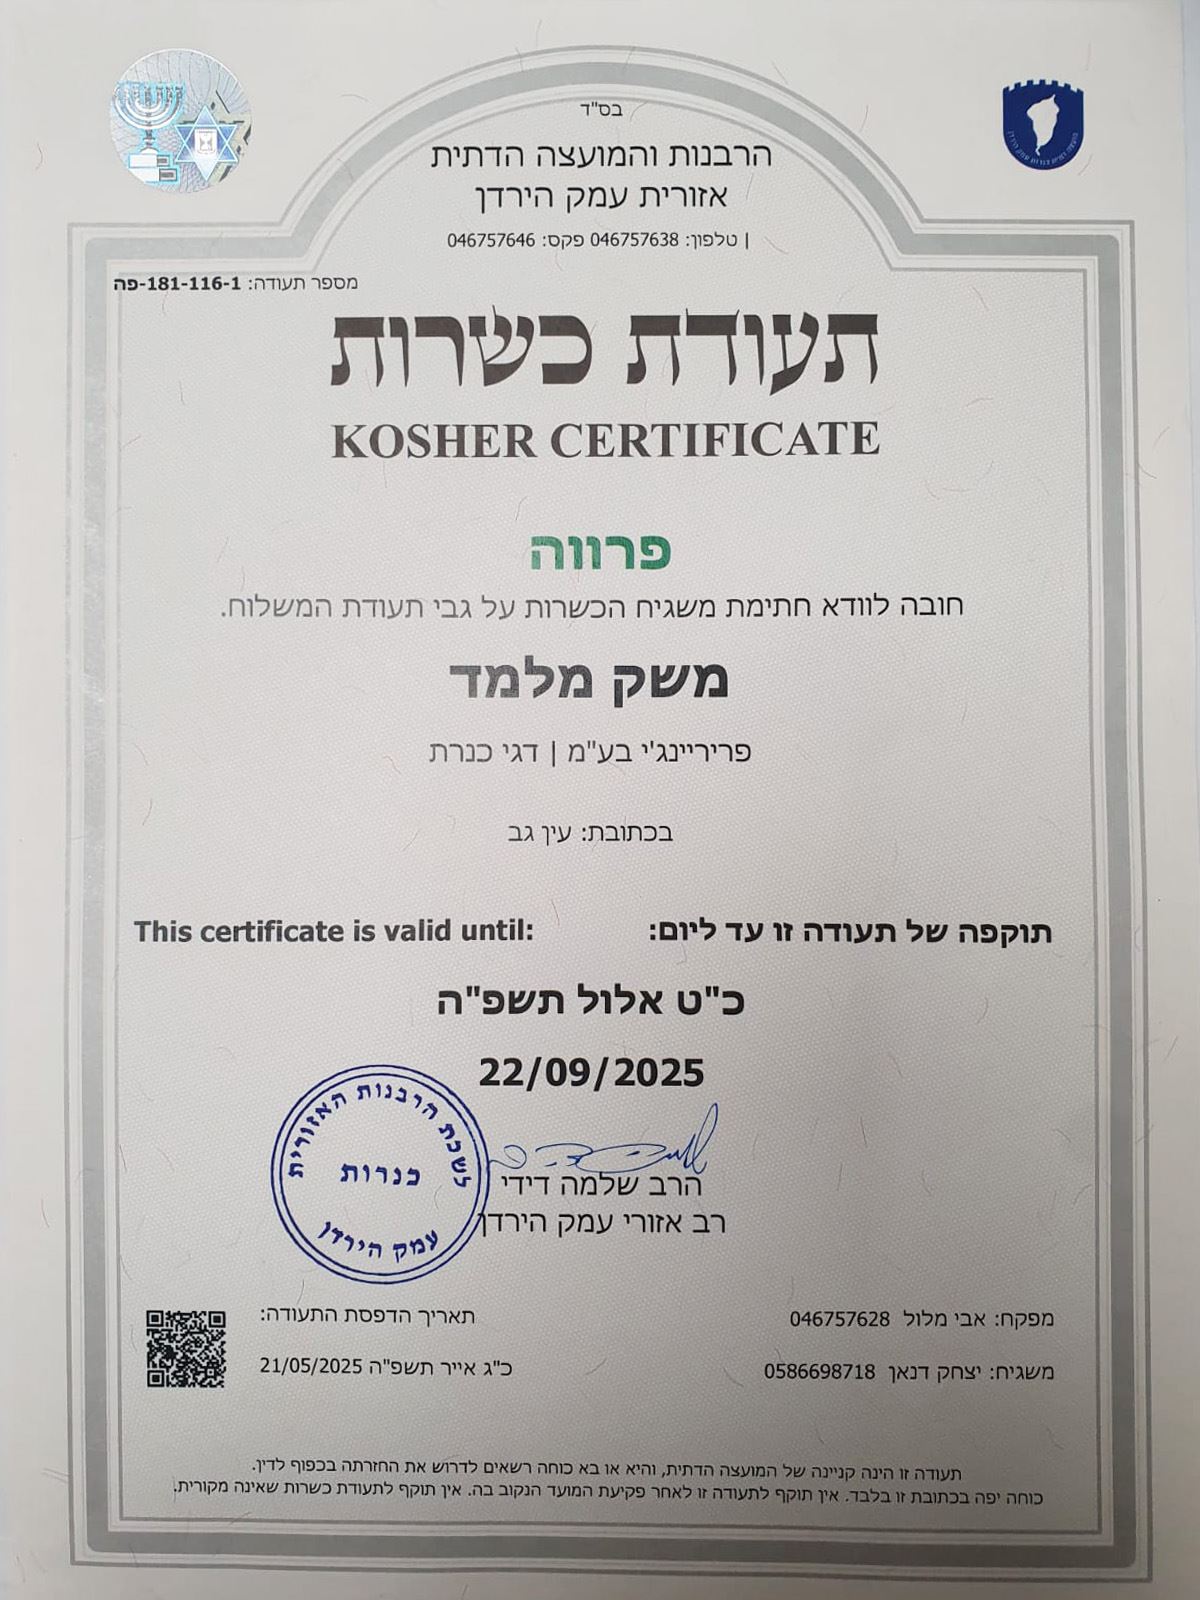 בס"ד
הרבנות והמועצה הדתית
אזורית עמק הירדן
| טלפון: 046757638 פקס: 046757646
מספר תעודה: 181-116-1-פה
תעודת כשרות
KOSHER CERTIFICATE
פרווה
חובה לוודא חתימת משגיח הכשרות על גבי תעודת המשלוח.
משק מלמד
פריריינג'י בע"מ | דגי כנרת
בכתובת: עין גב
תוקפה של תעודה זו עד ליום: This certificate is valid until:
כ"ט אלול תשפ"ה
22/09/2025
לשכת הרבנות האזורית
כנרות
עמק הירדן
הרב שלמה דידי
רב אזורי עמק הירדן
מפקח: אבי מלול 046757628
תאריך הדפסת התעודה:
משגיח: יצחק דנאן 0586698718
כ"ג אייר תשפ"ה 21/05/2025
תעודה זו הינה קניינה של המועצה הדתית, והיא או בא כוחה רשאים לדרוש את החזרתה בכפוף לדין.
כוחה יפה בכתובת זו בלבד. אין תוקף לתעודה זו לאחר פקיעת המועד הנקוב בה. אין תוקף לתעודת כשרות שאינה מקורית.